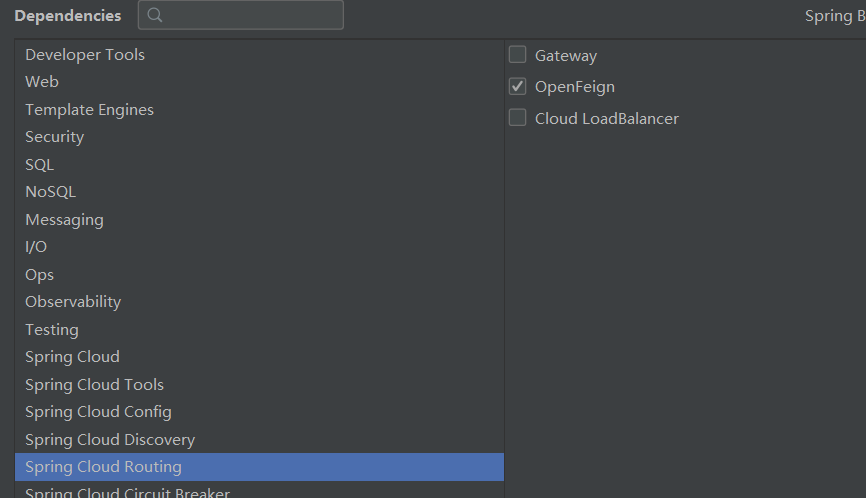 Dependencies
Spring B
Developer Tools
Web
Template Engines
Security
SQL
NoSQL
Messaging
I/O
Ops
Observability
Testing
Spring Cloud
Spring Cloud Tools
Spring Cloud Config
Spring Cloud Discovery
Spring Cloud Routing
Spring Cloud Circuit Breaker
Gateway
OpenFeign
Cloud LoadBalancer